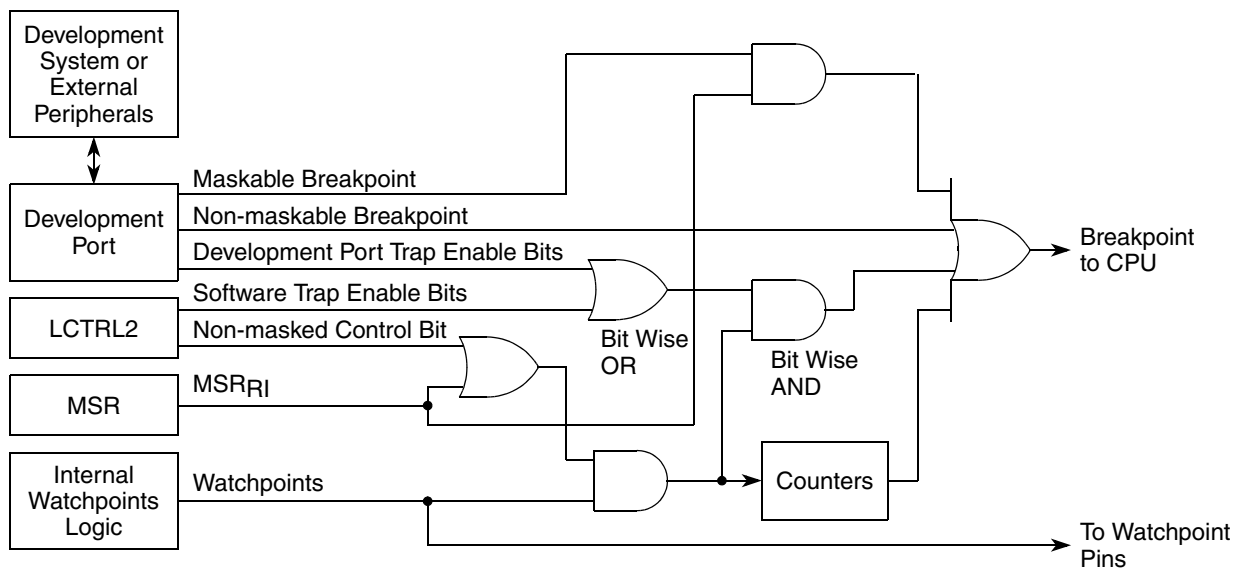 Development
System or
External
Peripherals
Maskable Breakpoint
Development
Port
Non-maskable Breakpoint
Development Port Trap Enable Bits
Breakpoint
to CPU
LCTRL2
Software Trap Enable Bits
Non-masked Control Bit
Bit Wise
OR
Bit Wise
AND
MSR
MSRRI
Internal
Watchpoints
Logic
Watchpoints
Counters
To Watchpoint
Pins